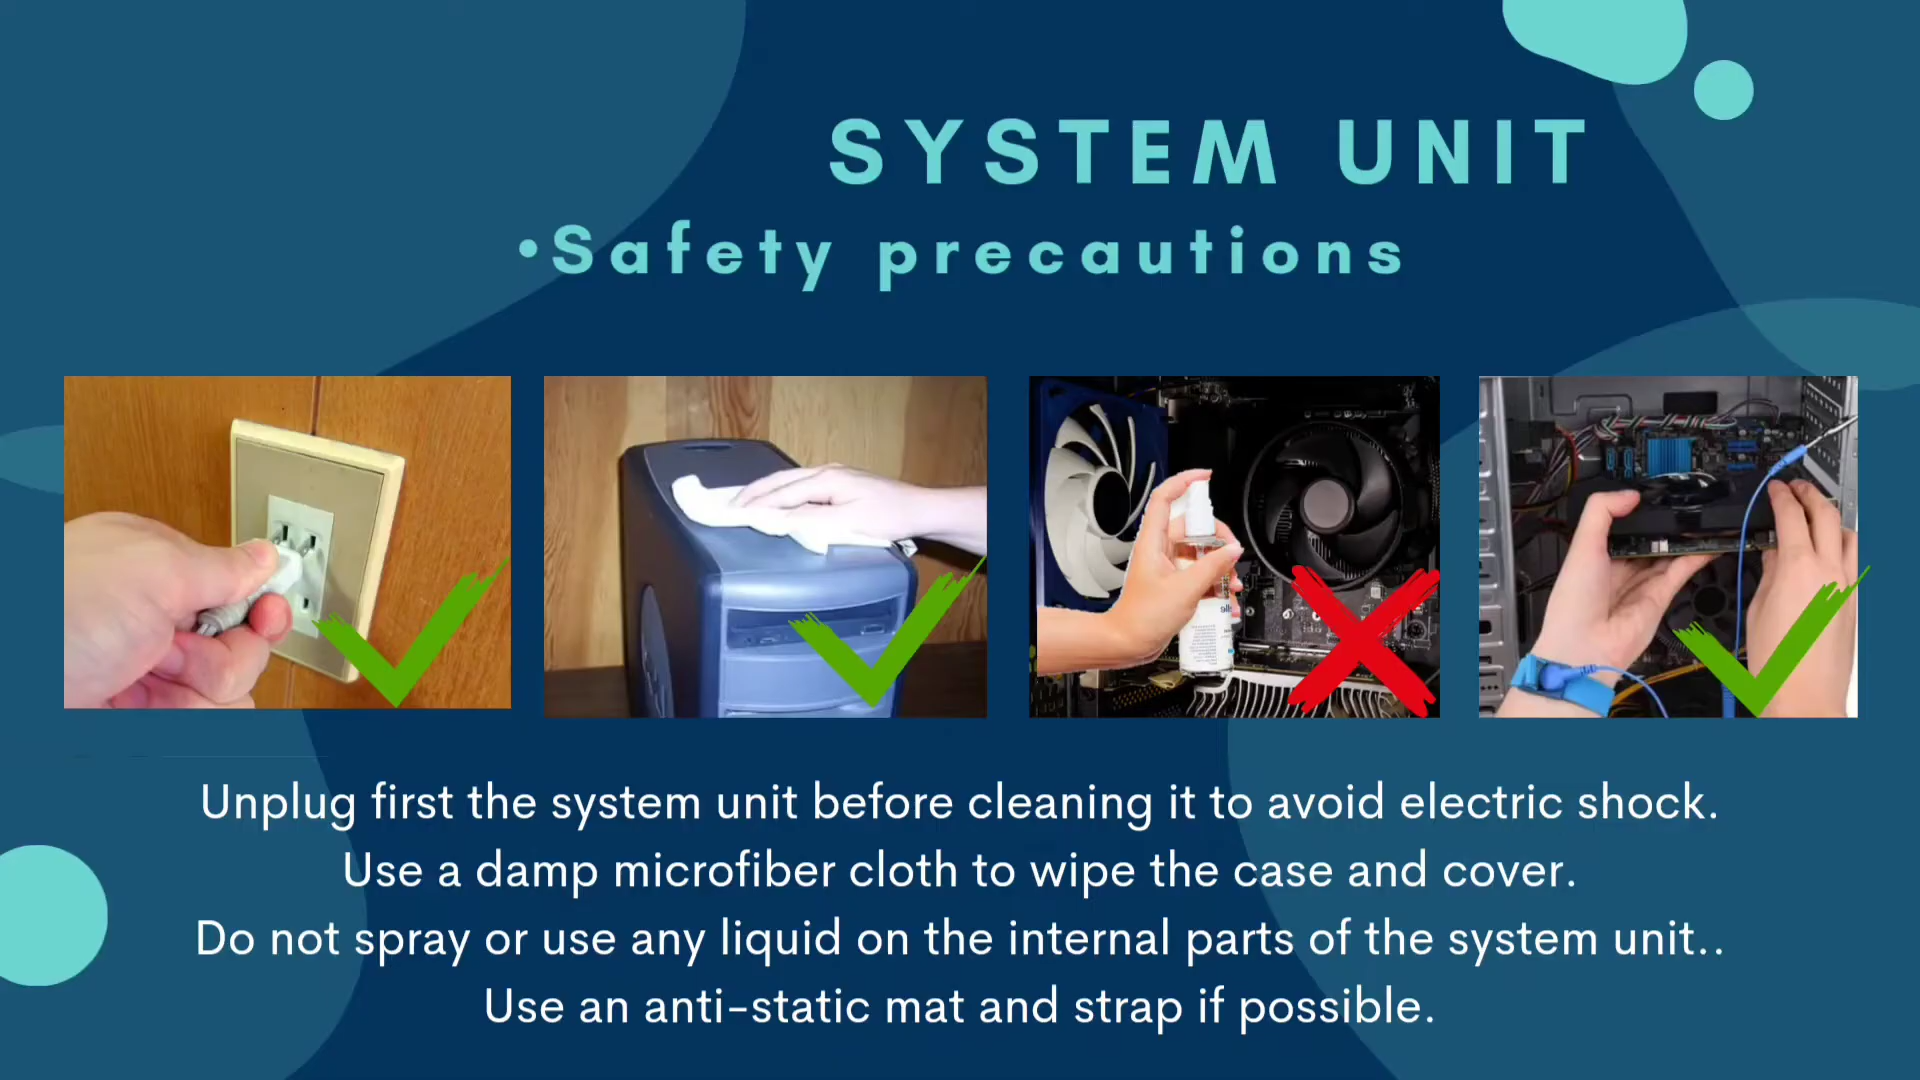 SYSTEM UNIT
•Safety precautions
Unplug first the system unit before cleaning it to avoid electric shock.
Use a damp microfiber cloth to wipe the case and cover.
Do not spray or use any liquid on the internal parts of the system unit..
Use an anti-static mat and strap if possible.